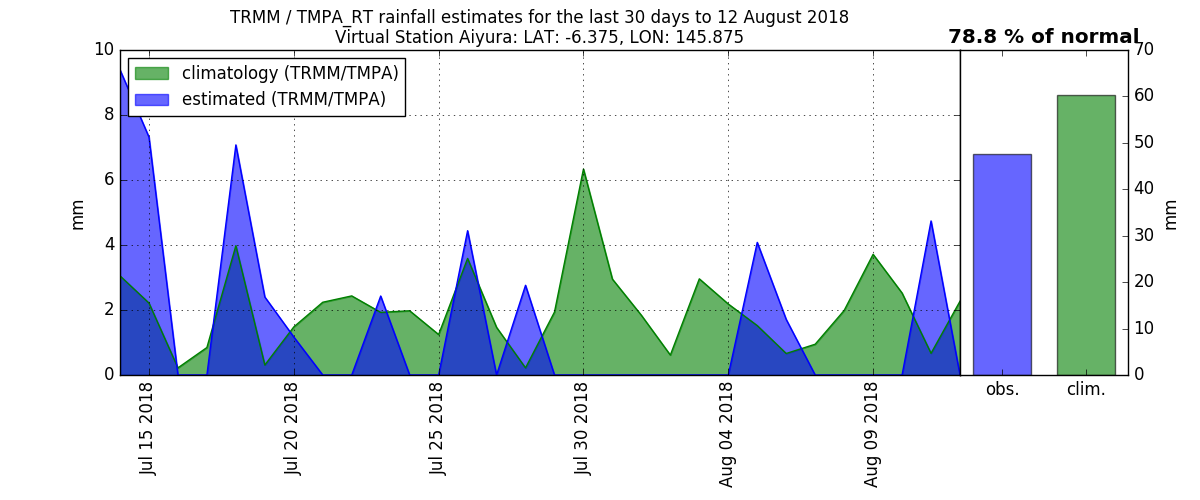 TRMM / TMPA_RT rainfall estimates for the last 30 days to 12 August 2018
Virtual Station Aiyura: LAT: -6.375, LON: 145.875
78.8 % of normal
climatology (TRMM/TMPA)
estimated (TRMM/TMPA)
10
8
6
4
2
0
mm
Jul 15 2018
Jul 20 2018
Jul 25 2018
Jul 30 2018
Aug 04 2018
Aug 09 2018
obs.
clim.
70
60
50
40
30
20
10
0
mm